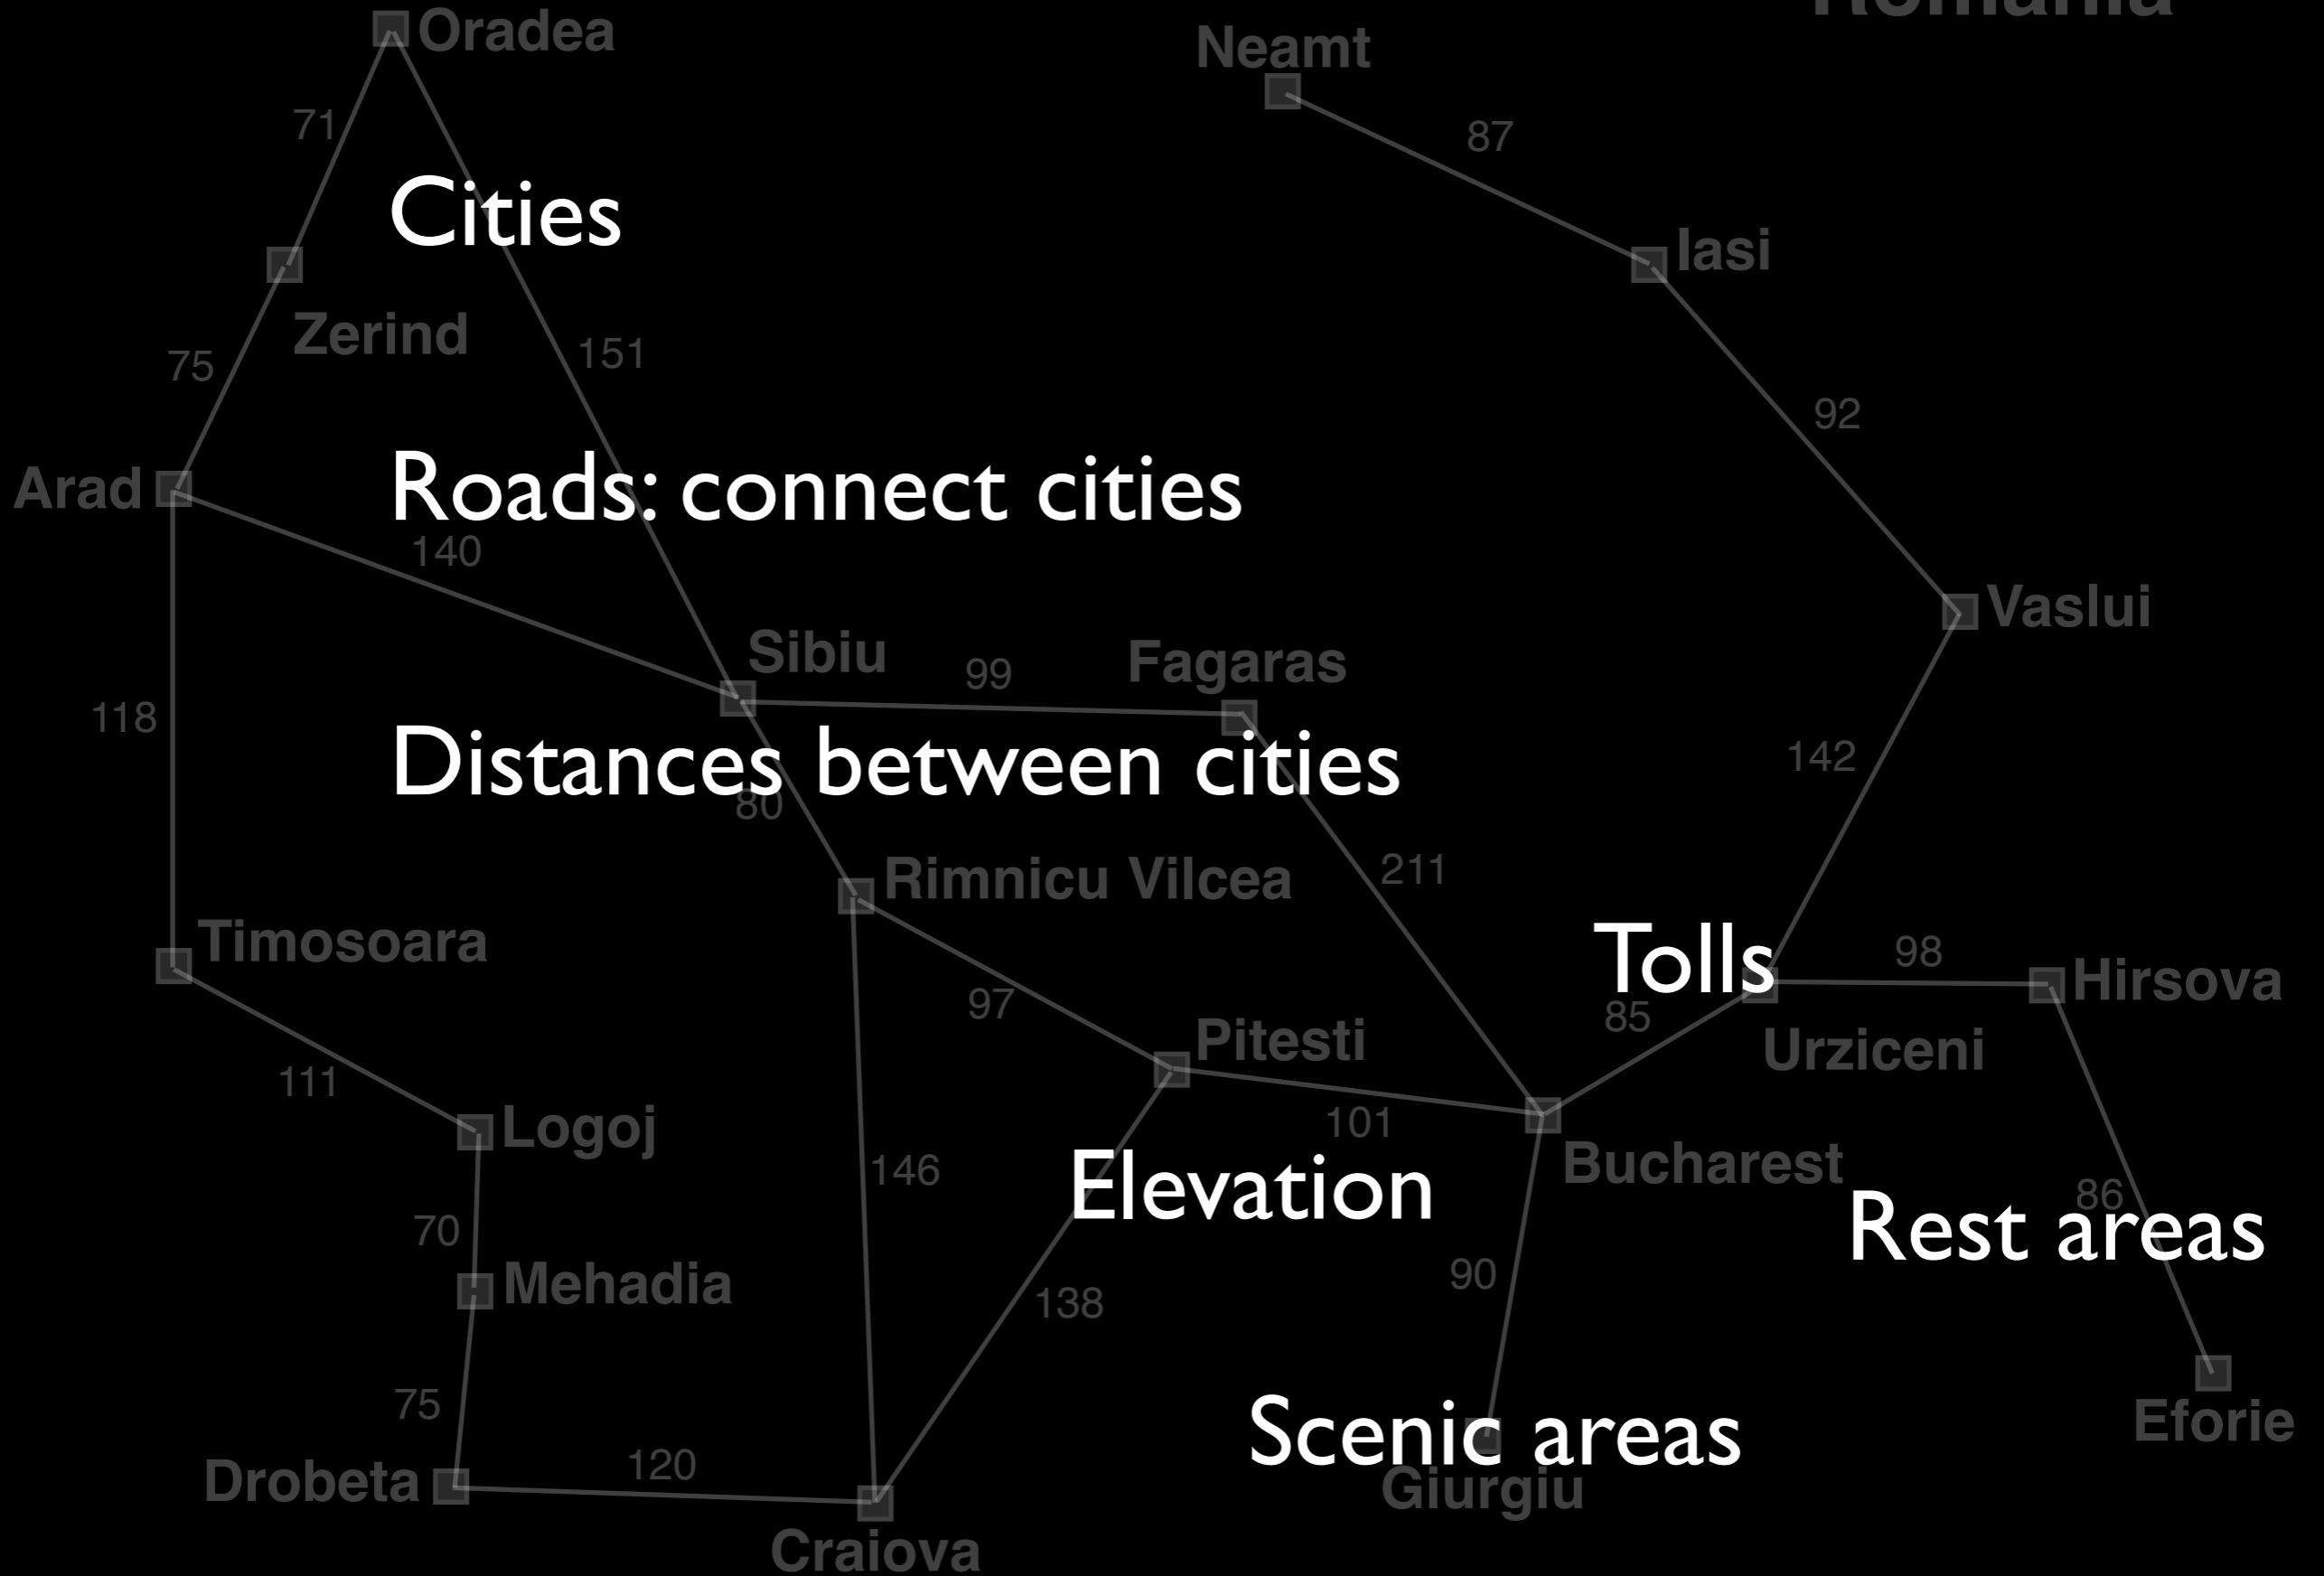 Oradea
Neamt
71
87
Cities
Iasi
Zerind
151
75
92
Arad
Roads: connect cities
140
Vaslui
Sibiu
99
Fagaras
118
Distances between cities
142
80
Rimnicu Vilcea
211
Timosoara
Tolls
98
Hirsova
97
85
Pitesti
Urziceni
111
101
Logoj
Bucharest
146
Elevation
86
70
Rest areas
Mehadia
90
138
75
Scenic areas
Eforie
120
Drobeta
Giurgiu
Craiova